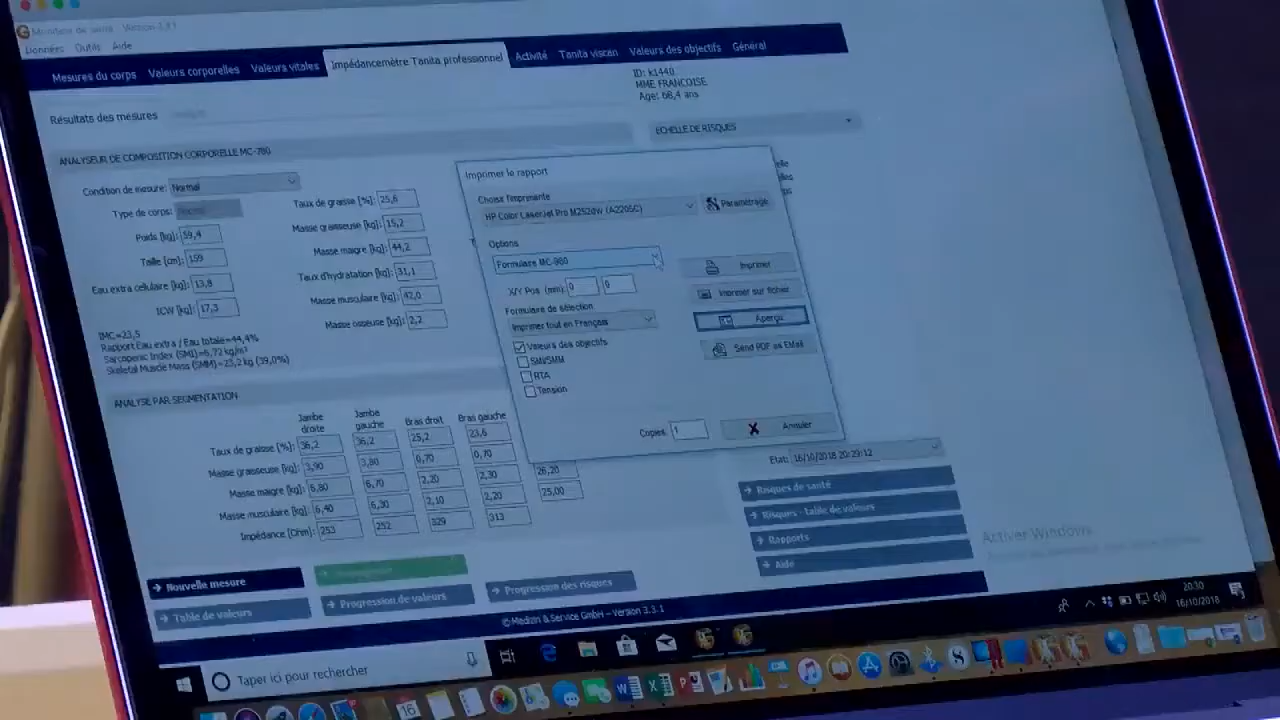 Moniteur de santé - Version 3.3.1
Données Outils Aide
Mesures du corps Valeurs corporelles Valeurs vitales Impédancemètre Tanita professionnel Activité Tanita viscan Valeurs des objectifs Général
ID: k1440
MME FRANCOISE
Age: 68,4 ans
Résultats des mesures
ECHELLE DE RISQUES
ANALYSEUR DE COMPOSITION CORPORELLE MC-780
Condition de mesure: Normal
Type de corps:
Poids [kg]: 59,4
Taille [cm]: 159
Eau extra cellulaire [kg]: 13,8
ICW [kg]: 17,3
Taux de graisse [%]: 25,6
Masse graisseuse [kg]: 15,2
Masse maigre [kg]: 44,2
Taux d'hydratation [kg]: 31,1
Masse musculaire [kg]: 42,0
Masse osseuse [kg]: 2,2
IMC=23,5
Rapport Eau extra / Eau totale=44,4%
Sarcopenic Index (SMI)=6,72 kg/m²
Skeletal Muscle Mass (SMM)=23,2 kg (39,0%)
Imprimer le rapport
Choisir l'imprimante
HP Color LaserJet Pro M252dw (A2205C)
Paramétrage
Options
Formulaire MC-980
X/Y Pos (mm): 0 0
Formulaire de sélection
Imprimer tout en Français
Valeurs des objectifs
SMI/SMM
RTA
Tension
Imprimer
Imprimer sur fichier
Aperçu
Send PDF as EMail
Copies: 1
Annuler
ANALYSE PAR SEGMENTATION
Jambe droite Jambe gauche Bras droit Bras gauche
Taux de graisse [%]: 36,2 36,2 25,2 23,6
Masse graisseuse [kg]: 3,90 3,80 0,70 0,70
Masse maigre [kg]: 6,80 6,70 2,20 2,30 26,20
Masse musculaire [kg]: 6,40 6,30 2,10 2,20 25,00
Impédance [Ohm]: 253 252 329 313
Etat: 16/10/2018 20:29:12
Risques de santé
Risques - table de valeurs
Rapports
Aide
Nouvelle mesure
Table de valeurs
Progression de valeurs
Progression des risques
Activer Windows
©Medizin & Service GmbH - Version 3.3.1
20:30
16/10/2018
Taper ici pour rechercher
16